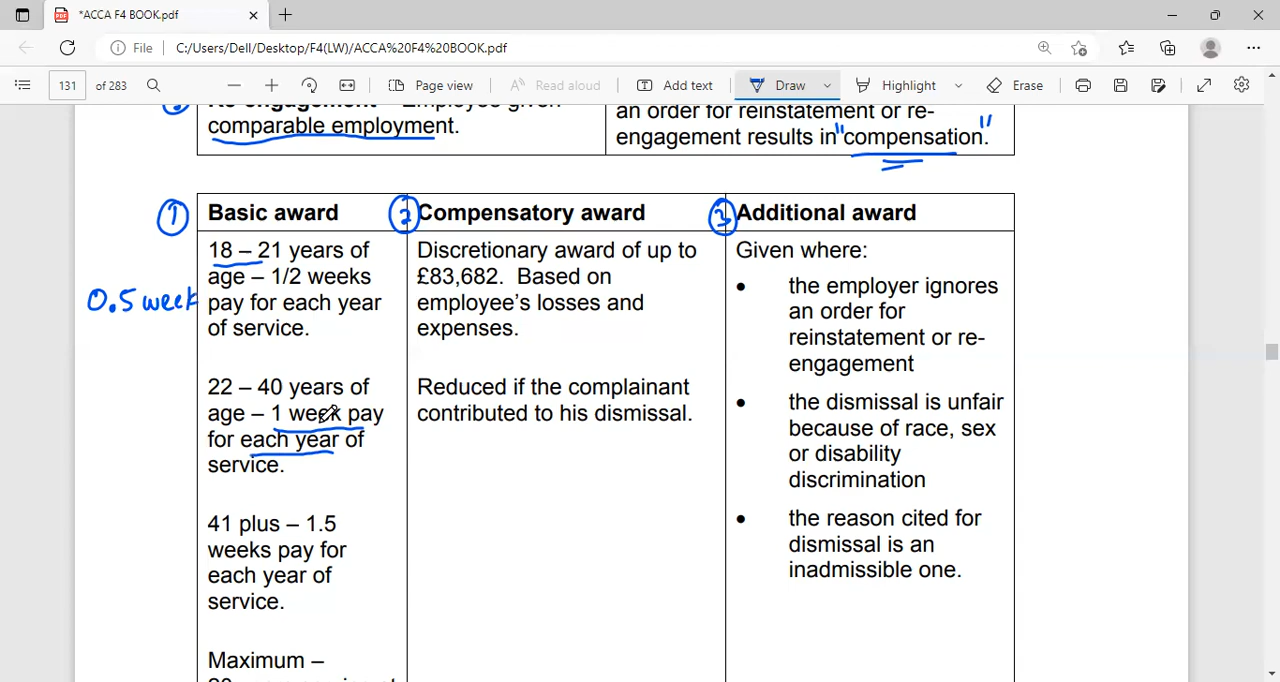 *ACCA F4 BOOK.pdf
File
C:/Users/Dell/Desktop/F4(LW)/ACCA%20F4%20BOOK.pdf
131 of 283
Page view
Read aloud
Add text
Draw
Highlight
Erase
comparable employment.
an order for reinstatement or re-
engagement results in "compensation."
1 Basic award
2 Compensatory award
3 Additional award
18 – 21 years of
age – 1/2 weeks
pay for each year
of service.
0.5 week
22 – 40 years of
age – 1 week pay
for each year of
service.
41 plus – 1.5
weeks pay for
each year of
service.
Maximum –
Discretionary award of up to
£83,682. Based on
employee's losses and
expenses.
Reduced if the complainant
contributed to his dismissal.
Given where:
• the employer ignores
an order for
reinstatement or re-
engagement
• the dismissal is unfair
because of race, sex
or disability
discrimination
• the reason cited for
dismissal is an
inadmissible one.